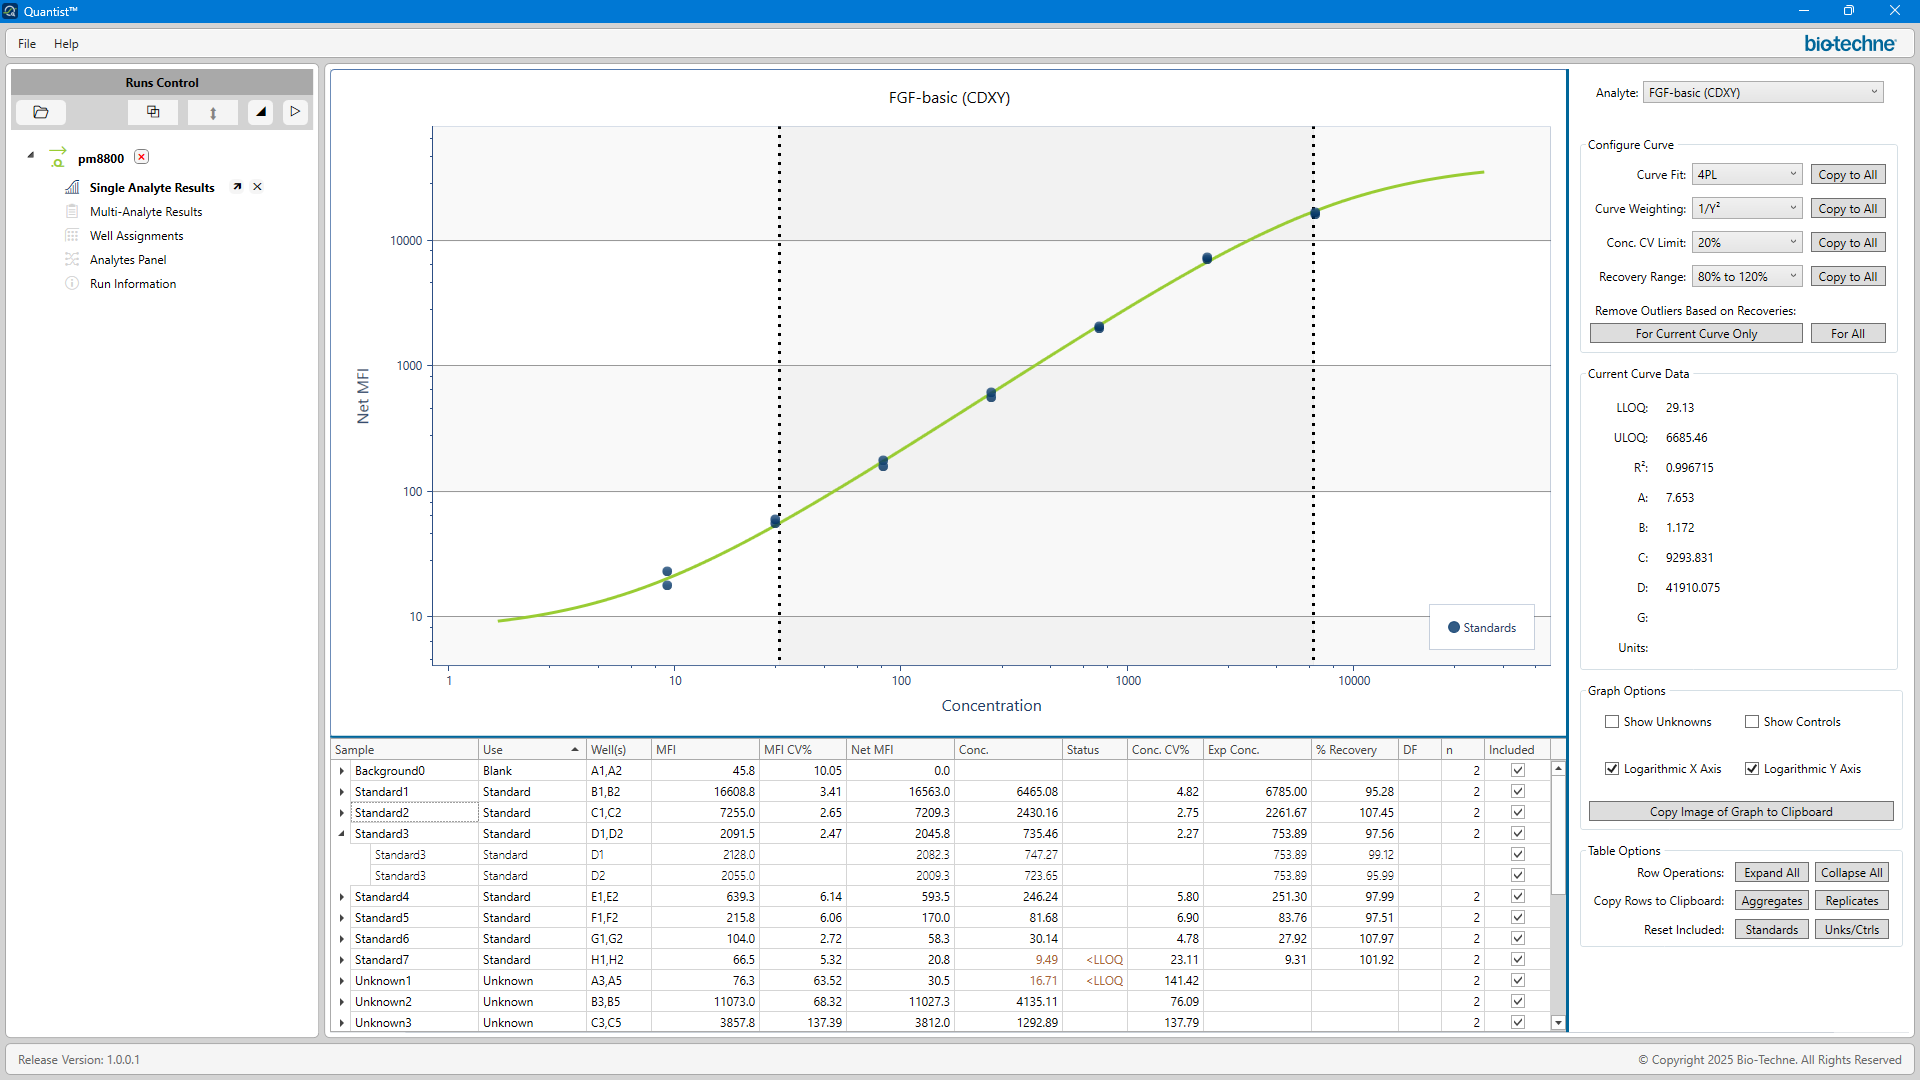 Quantist™
File Help
bio-techne
Runs Control
pm8800
Single Analyte Results
Multi-Analyte Results
Well Assignments
Analytes Panel
Run Information
FGF-basic (CDXY)
Net MFI
10000
1000
100
10
1 10 100 1000 10000
Concentration
Standards
Sample Use Well(s) MFI MFI CV% Net MFI Conc. Status Conc. CV% Exp Conc. % Recovery DF n Included
Background0 Blank A1,A2 45.8 10.05 0.0 2
Standard1 Standard B1,B2 16608.8 3.41 16563.0 6465.08 4.82 6785.00 95.28 2
Standard2 Standard C1,C2 7255.0 2.65 7209.3 2430.16 2.75 2261.67 107.45 2
Standard3 Standard D1,D2 2091.5 2.47 2045.8 735.46 2.27 753.89 97.56 2
Standard3 Standard D1 2128.0 2082.3 747.27 753.89 99.12
Standard3 Standard D2 2055.0 2009.3 723.65 753.89 95.99
Standard4 Standard E1,E2 639.3 6.14 593.5 246.24 5.80 251.30 97.99 2
Standard5 Standard F1,F2 215.8 6.06 170.0 81.68 6.90 83.76 97.51 2
Standard6 Standard G1,G2 104.0 2.72 58.3 30.14 4.78 27.92 107.97 2
Standard7 Standard H1,H2 66.5 5.32 20.8 9.49 <LLOQ 23.11 9.31 101.92 2
Unknown1 Unknown A3,A5 76.3 63.52 30.5 16.71 <LLOQ 141.42 2
Unknown2 Unknown B3,B5 11073.0 68.32 11027.3 4135.11 76.09 2
Unknown3 Unknown C3,C5 3857.8 137.39 3812.0 1292.89 137.79 2
Analyte: FGF-basic (CDXY)
Configure Curve
Curve Fit: 4PL Copy to All
Curve Weighting: 1/Y² Copy to All
Conc. CV Limit: 20% Copy to All
Recovery Range: 80% to 120% Copy to All
Remove Outliers Based on Recoveries:
For Current Curve Only For All
Current Curve Data
LLOQ: 29.13
ULOQ: 6685.46
R²: 0.996715
A: 7.653
B: 1.172
C: 9293.831
D: 41910.075
G:
Units:
Graph Options
Show Unknowns Show Controls
Logarithmic X Axis Logarithmic Y Axis
Copy Image of Graph to Clipboard
Table Options
Row Operations: Expand All Collapse All
Copy Rows to Clipboard: Aggregates Replicates
Reset Included: Standards Unks/Ctrls
Release Version: 1.0.0.1
© Copyright 2025 Bio-Techne. All Rights Reserved